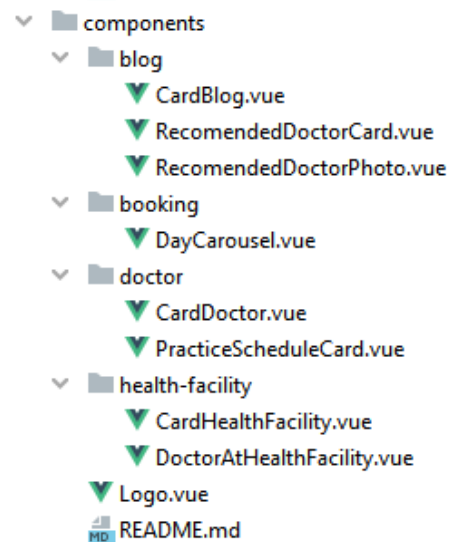 components
blog
CardBlog.vue
RecomendedDoctorCard.vue
RecomendedDoctorPhoto.vue
booking
DayCarousel.vue
doctor
CardDoctor.vue
PracticeScheduleCard.vue
health-facility
CardHealthFacility.vue
DoctorAtHealthFacility.vue
Logo.vue
MD README.md